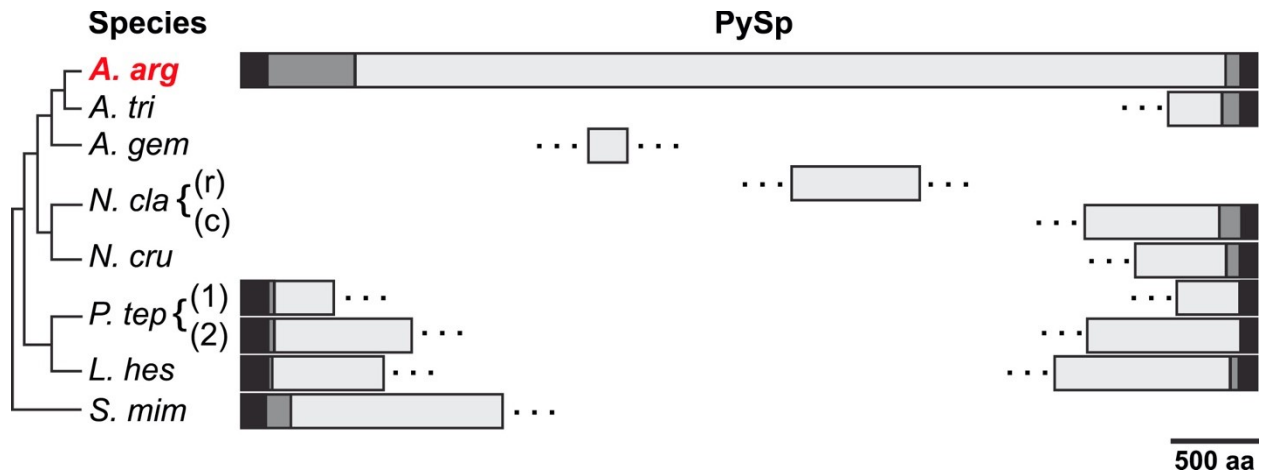 Species PySp
A. arg
A. tri
A. gem
N. cla { (r)
(c)
N. cru
P. tep { (1)
(2)
L. hes
S. mim
500 aa